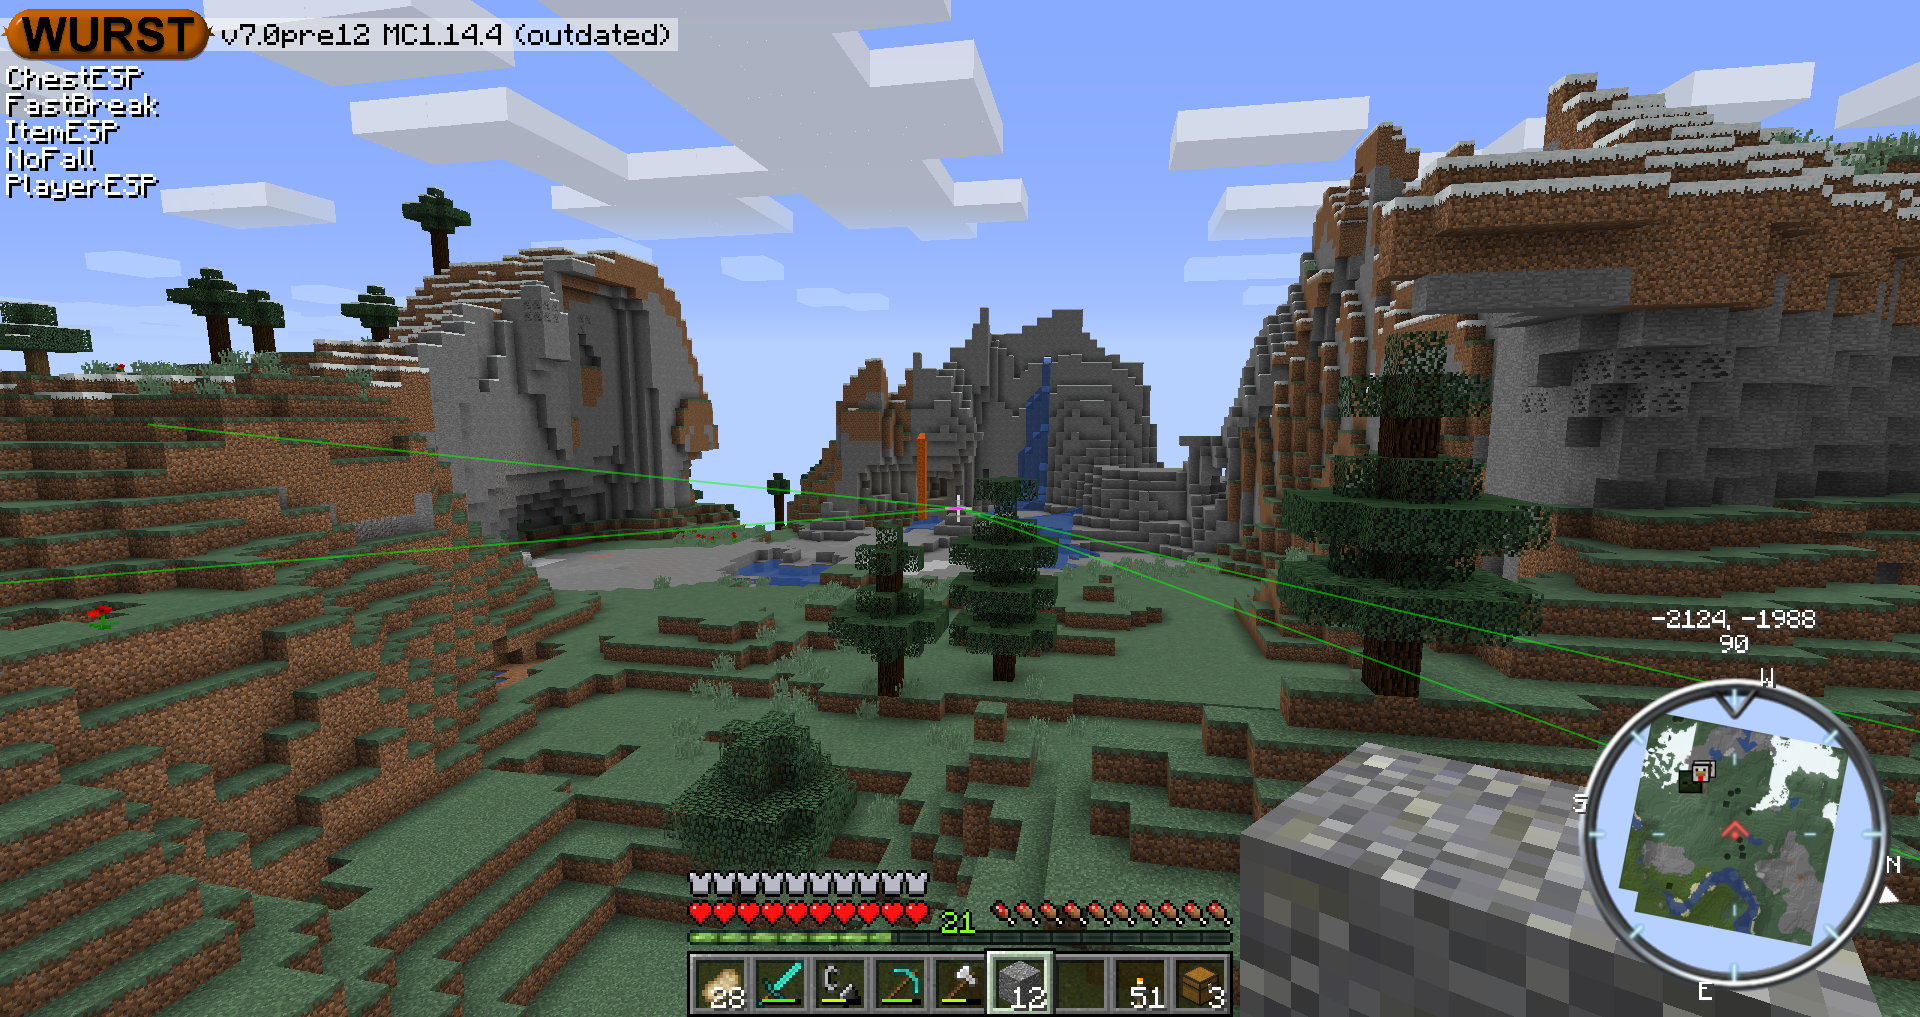 WURST v7.0pre12 MC1.14.4 (outdated)
ChestESP
FastBreak
ItemESP
NoFall
PlayerESP
-2124, -1988
90
W
S
N
E
21
28
12
51
3